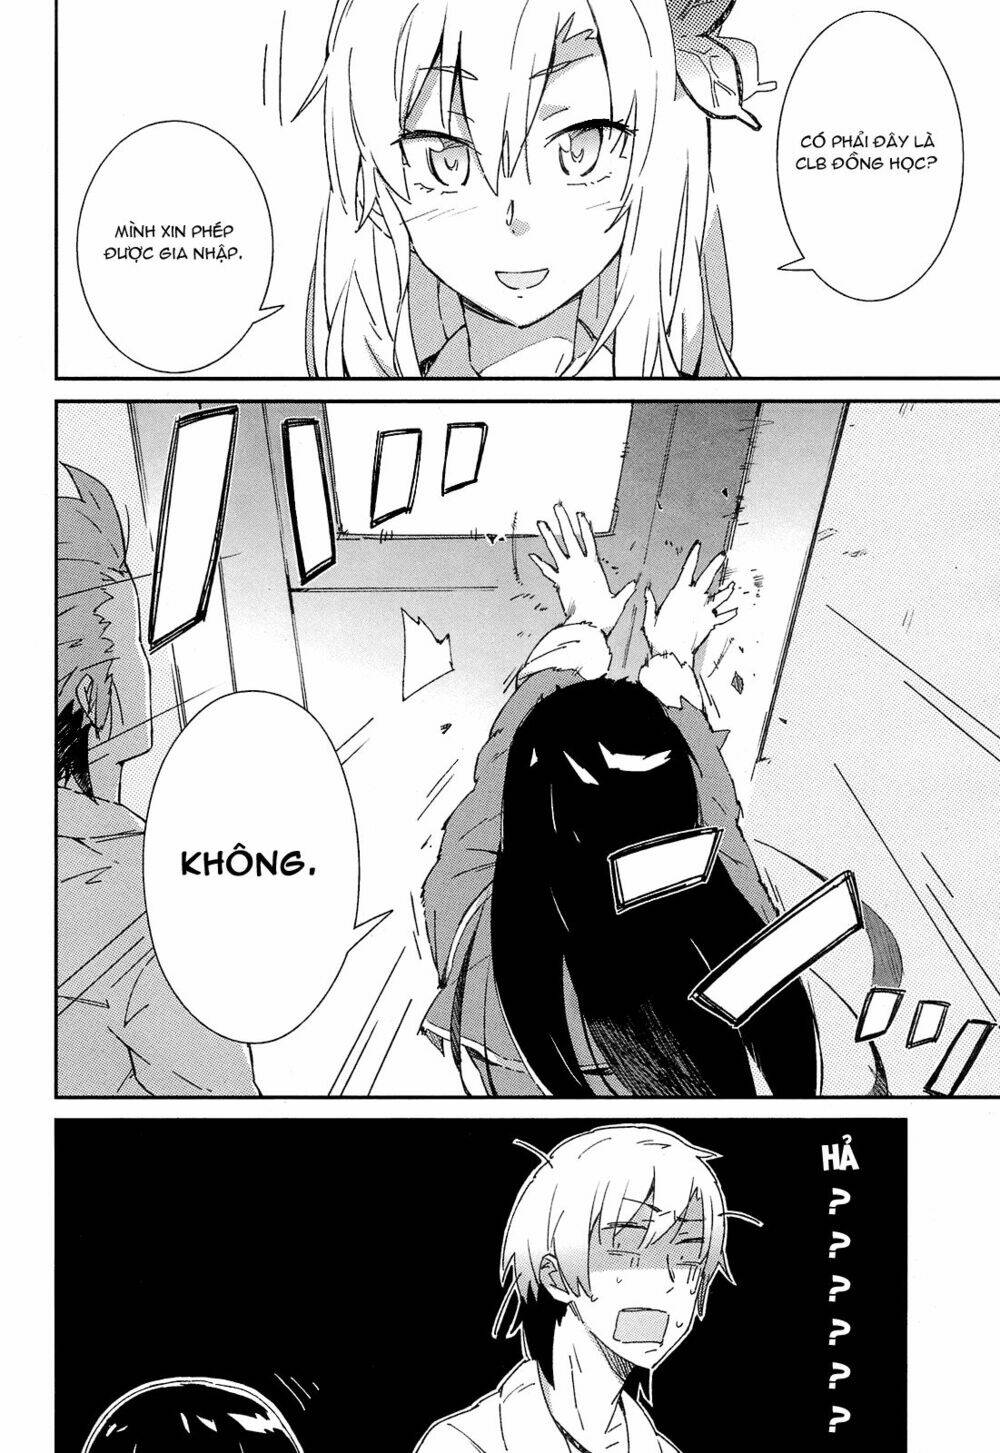 CÓ PHẢI ĐÂY LÀ
CLB ĐỒNG HỌC?
MÌNH XIN PHÉP
ĐƯỢC GIA NHẬP.
KHÔNG.
HẢ
?
?
?
?
?
?